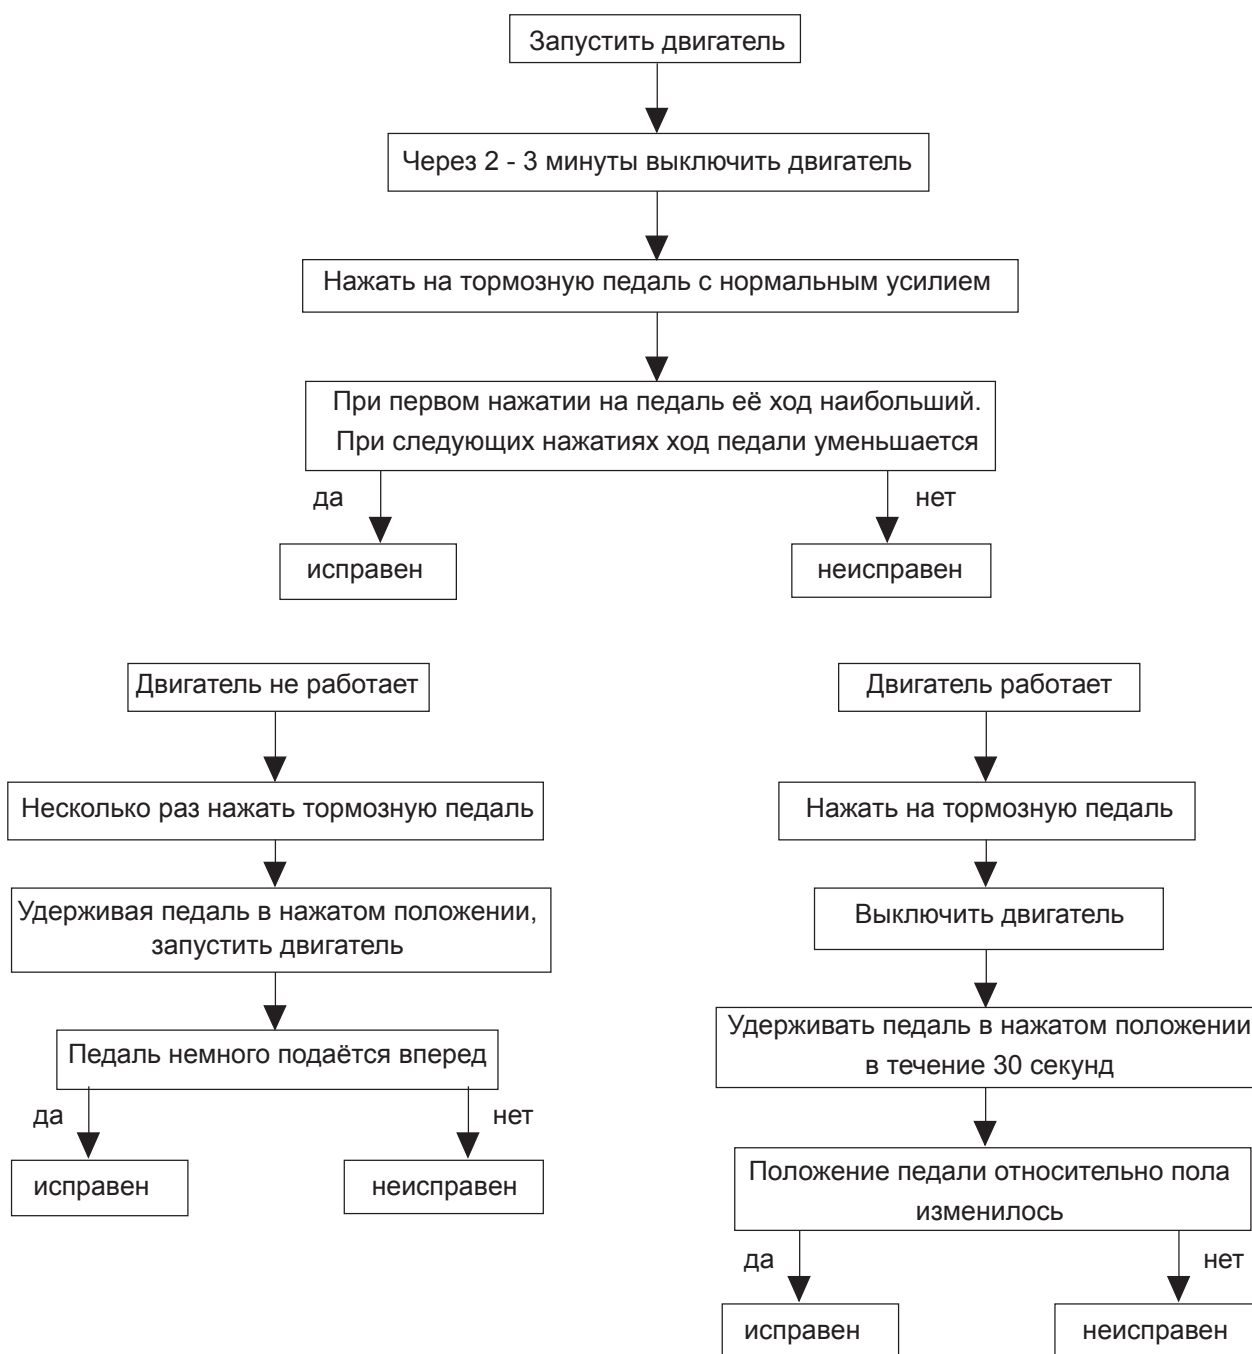 Запустить двигатель
Через 2 - 3 минуты выключить двигатель
Нажать на тормозную педаль с нормальным усилием
При первом нажатии на педаль её ход наибольший.
При следующих нажатиях ход педали уменьшается
да
нет
исправен
неисправен
Двигатель не работает
Несколько раз нажать тормозную педаль
Удерживая педаль в нажатом положении,
запустить двигатель
Педаль немного подаётся вперед
да
нет
исправен
неисправен
Двигатель работает
Нажать на тормозную педаль
Выключить двигатель
Удерживать педаль в нажатом положении
в течение 30 секунд
Положение педали относительно пола
изменилось
да
нет
исправен
неисправен